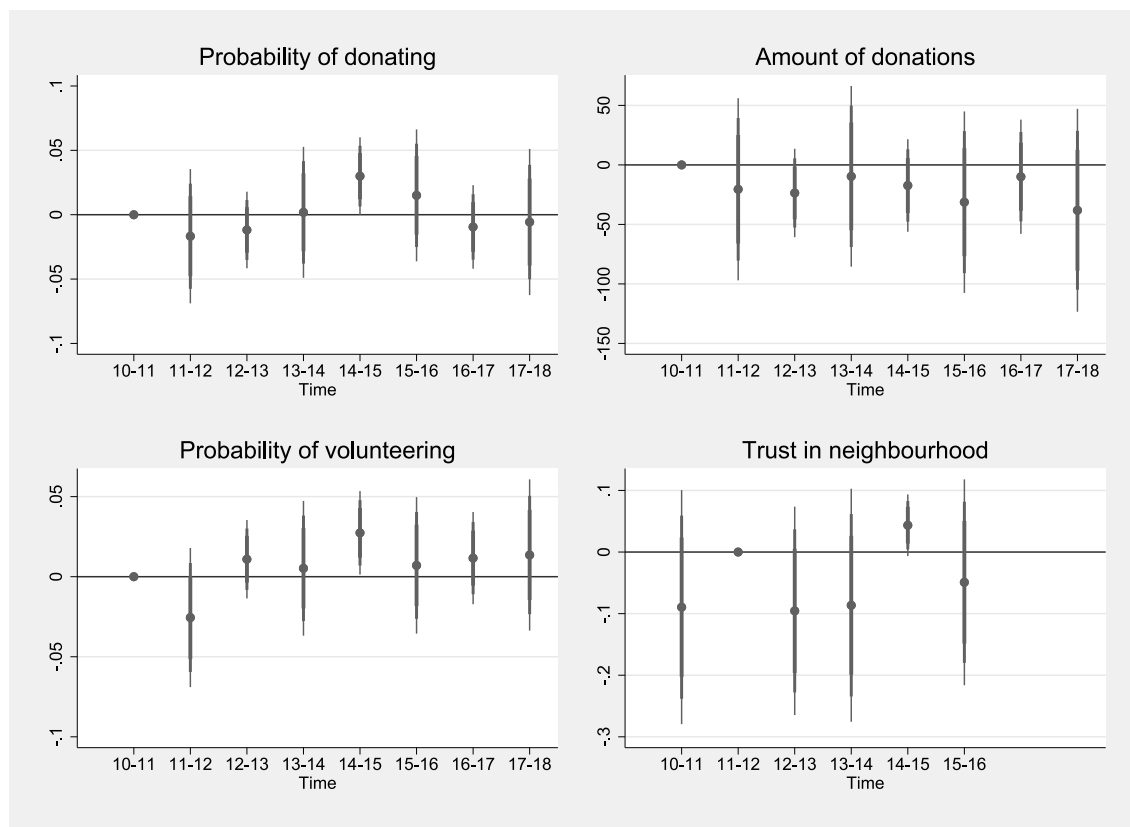 Probability of donating
.1
.05
0
-.05
-.1
10-11 11-12 12-13 13-14 14-15 15-16 16-17 17-18
Time
Amount of donations
50
0
-50
-100
-150
10-11 11-12 12-13 13-14 14-15 15-16 16-17 17-18
Time
Probability of volunteering
.05
0
-.05
-.1
10-11 11-12 12-13 13-14 14-15 15-16 16-17 17-18
Time
Trust in neighbourhood
.1
0
-.1
-.2
-.3
10-11 11-12 12-13 13-14 14-15 15-16
Time